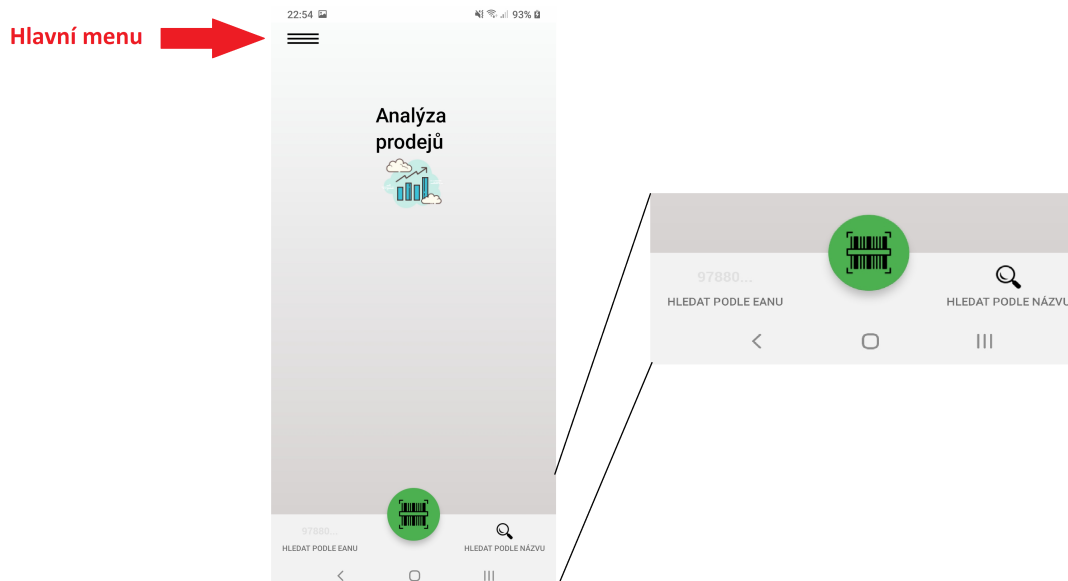 22:54
93%
Hlavní menu
Analýza
prodejů
97880...
HLEDAT PODLE EANU
HLEDAT PODLE NÁZVU
97880...
HLEDAT PODLE EANU
HLEDAT PODLE NÁZVU